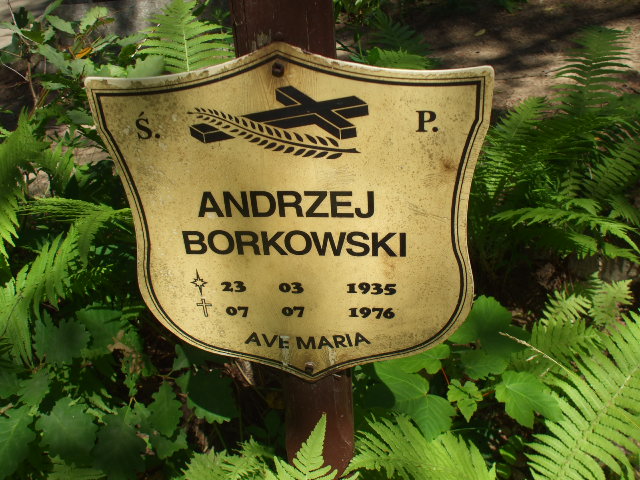 Ś. P.
ANDRZEJ
BORKOWSKI
23 03 1935
07 07 1976
AVE MARIA